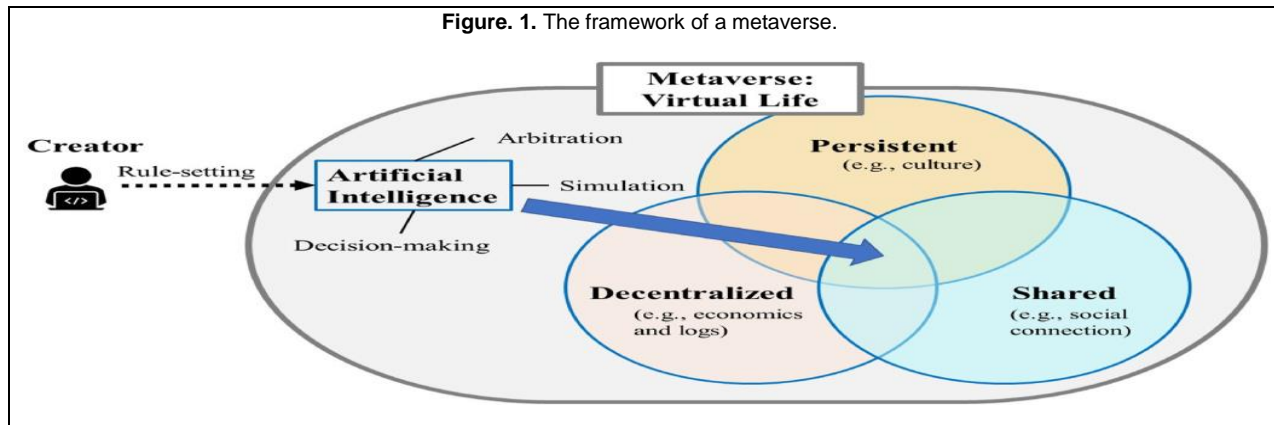 Figure. 1. The framework of a metaverse.
Metaverse:
Virtual Life
Creator
Rule-setting
</>
Artificial
Intelligence
Arbitration
Simulation
Decision-making
Persistent
(e.g., culture)
Decentralized
(e.g., economics
and logs)
Shared
(e.g., social
connection)